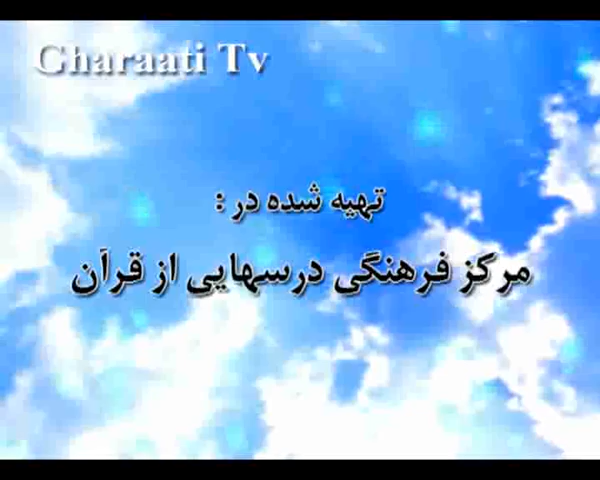 Gharaati Tv
تهیه شده در :
مرکز فرهنگی درسهایی از قرآن